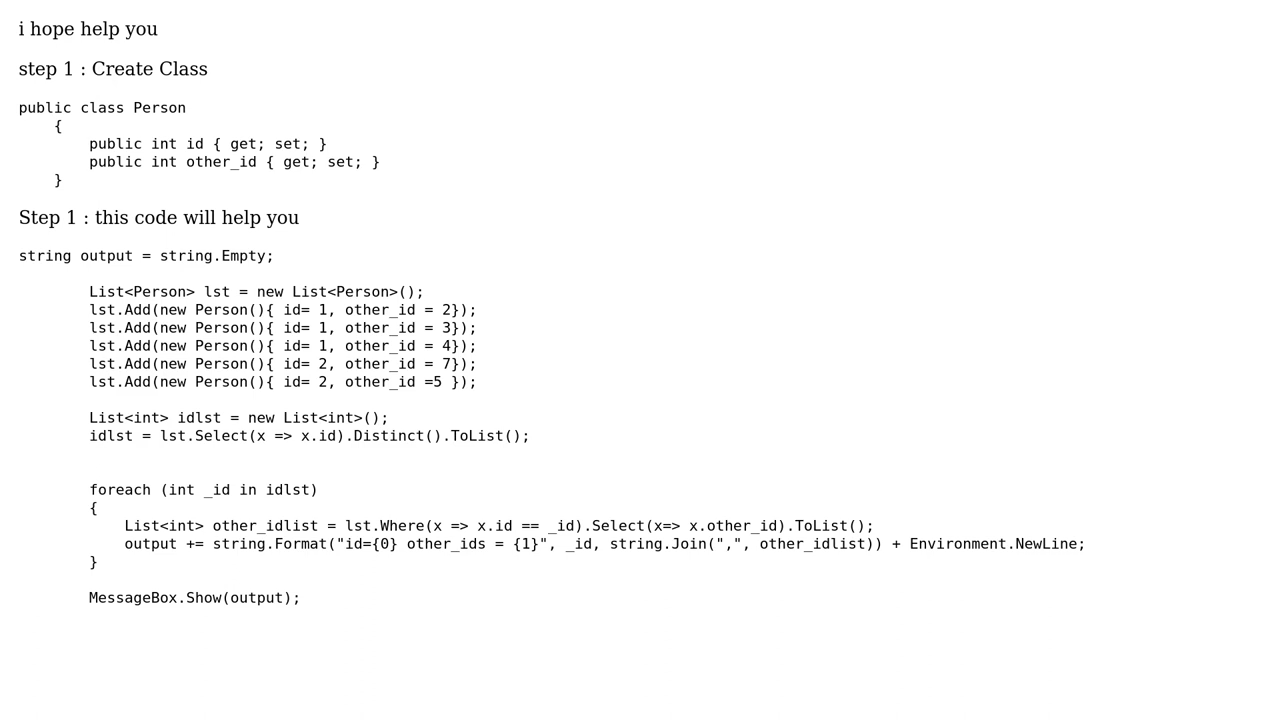 i hope help you
step 1 : Create Class
public class Person
    {
        public int id { get; set; }
        public int other_id { get; set; }
    }
Step 1 : this code will help you
string output = string.Empty;
        List<Person> lst = new List<Person>();
        lst.Add(new Person(){ id= 1, other_id = 2});
        lst.Add(new Person(){ id= 1, other_id = 3});
        lst.Add(new Person(){ id= 1, other_id = 4});
        lst.Add(new Person(){ id= 2, other_id = 7});
        lst.Add(new Person(){ id= 2, other_id =5 });
        List<int> idlst = new List<int>();
        idlst = lst.Select(x => x.id).Distinct().ToList();
        foreach (int _id in idlst)
        {
            List<int> other_idlist = lst.Where(x => x.id == _id).Select(x=> x.other_id).ToList();
            output += string.Format("id={0} other_ids = {1}", _id, string.Join(",", other_idlist)) + Environment.NewLine;
        }
        MessageBox.Show(output);